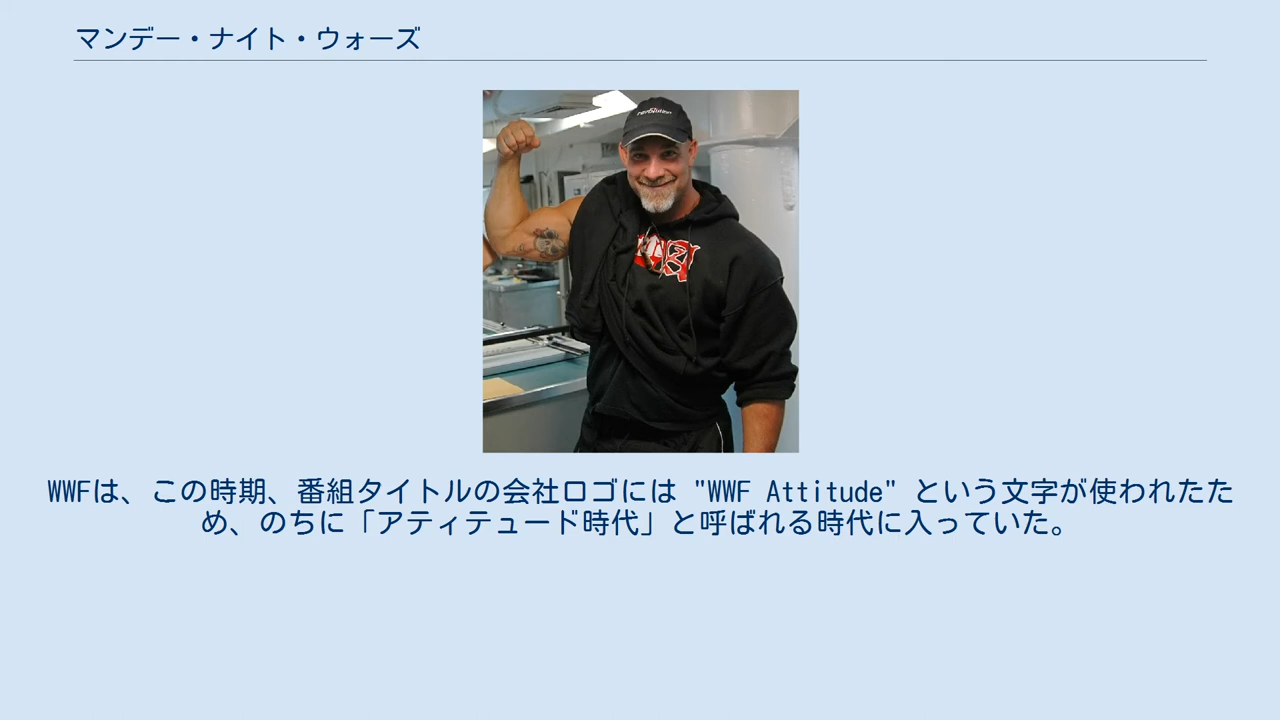 マンデー・ナイト・ウォーズ
WWFは、この時期、番組タイトルの会社ロゴには "WWF Attitude" という文字が使われたた
め、のちに「アティテュード時代」と呼ばれる時代に入っていた。